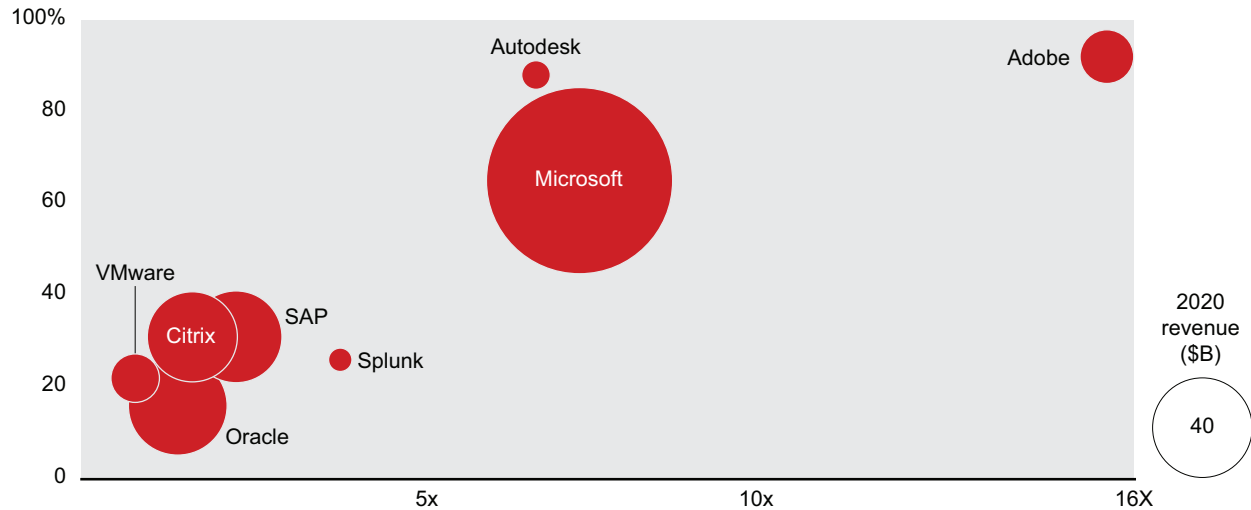 100%
80
60
40
20
0
Autodesk
Adobe
Microsoft
VMware
Citrix
SAP
Splunk
Oracle
5x
10x
16X
2020
revenue
($B)
40